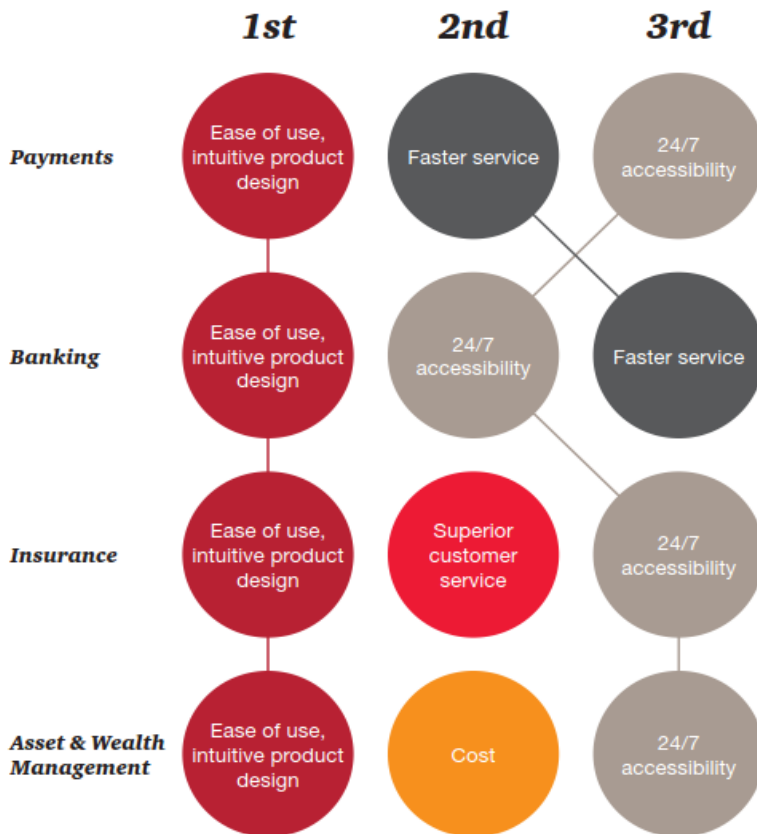 1st 2nd 3rd
Payments
Ease of use,
intuitive product
design
Faster service
24/7
accessibility
Banking
Ease of use,
intuitive product
design
24/7
accessibility
Faster service
Insurance
Ease of use,
intuitive product
design
Superior
customer
service
24/7
accessibility
Asset & Wealth
Management
Ease of use,
intuitive product
design
Cost
24/7
accessibility